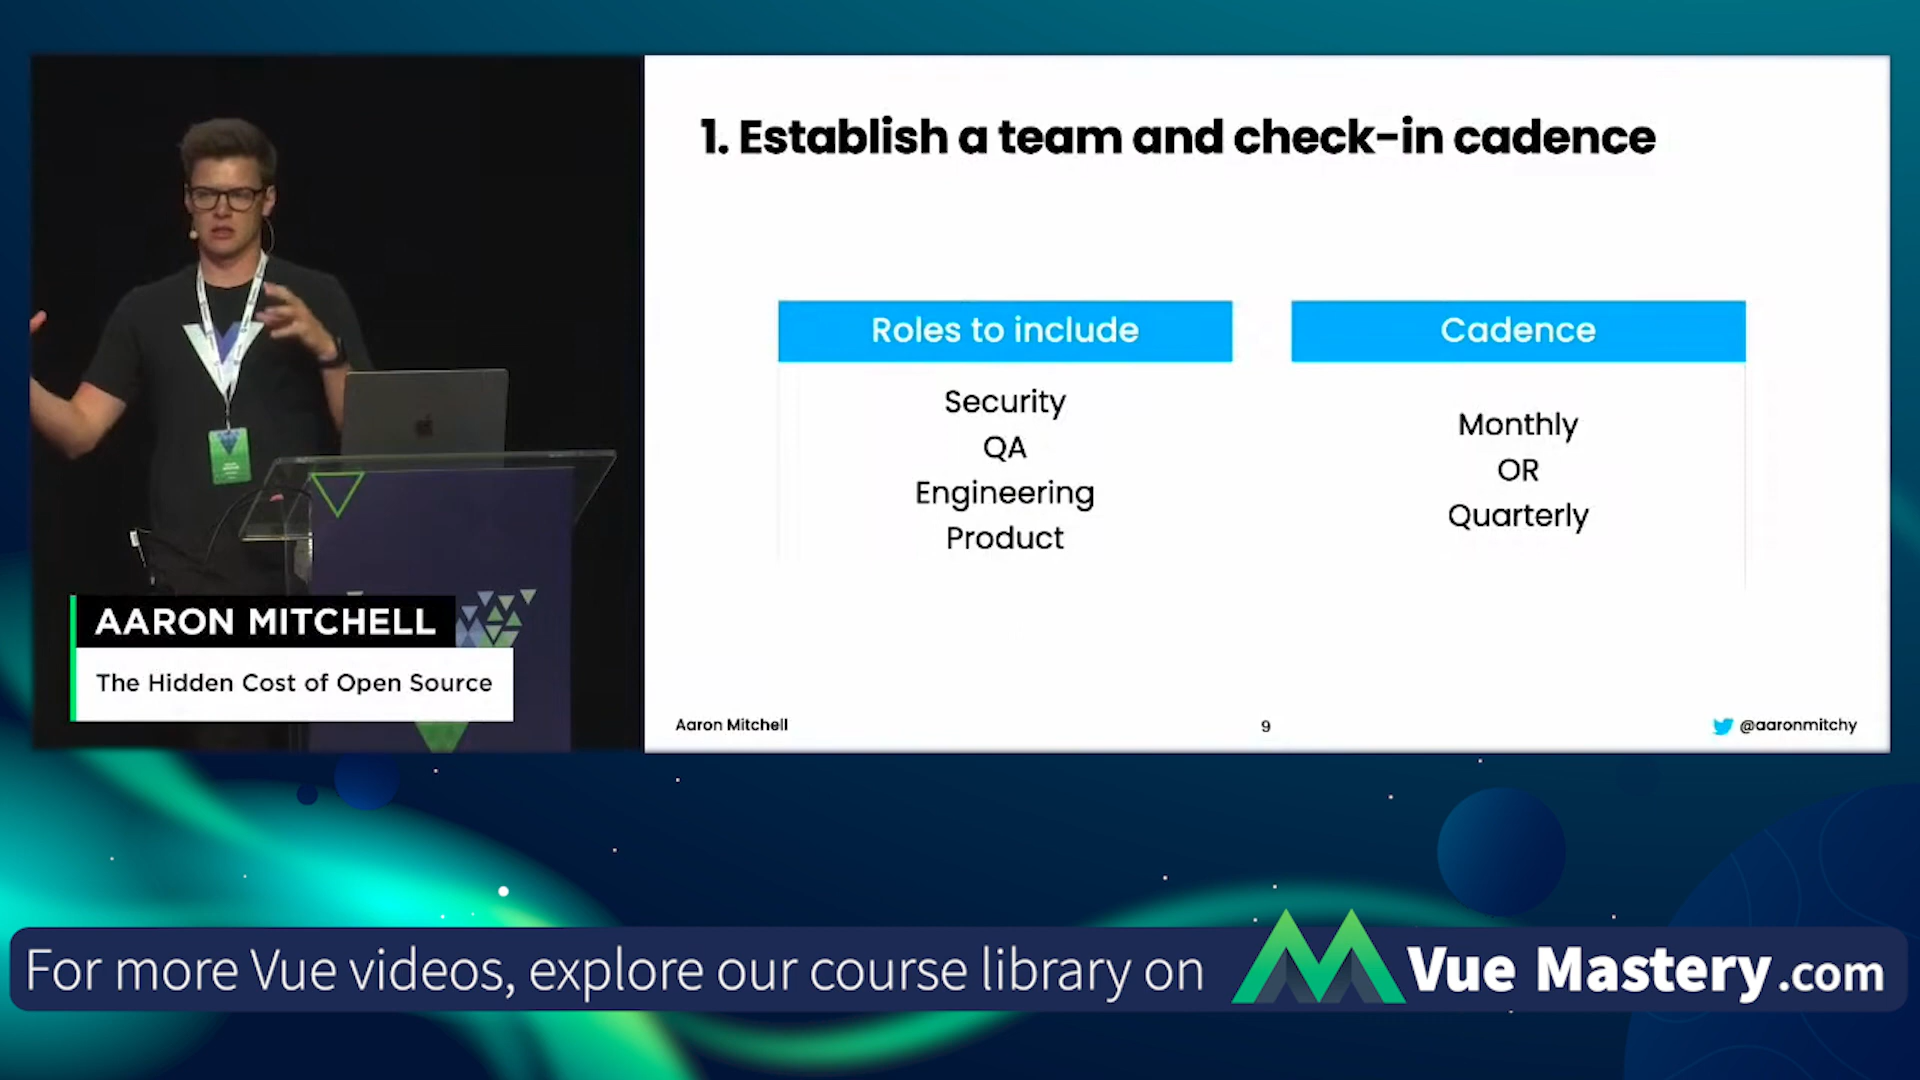 1. Establish a team and check-in cadence
Roles to include
Security
QA
Engineering
Product
Cadence
Monthly
OR
Quarterly
AARON MITCHELL
The Hidden Cost of Open Source
Aaron Mitchell
9
@aaronmitchy
For more Vue videos, explore our course library on
Vue Mastery.com